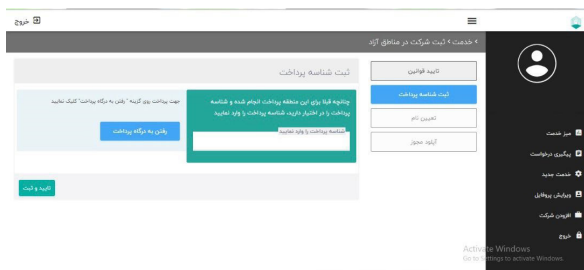 خروج
خدمت > ثبت شرکت در مناطق آزاد
تایید قوانین
ثبت شناسه پرداخت
تعیین نام
آپلود مجوز
ثبت شناسه پرداخت
چنانچه قبلا برای این منطقه پرداخت انجام شده و شناسه
پرداخت را در اختیار دارید، شناسه پرداخت را وارد نمایید
شناسه پرداخت را وارد نمایید
جهت پرداخت روی گزینه "رفتن به درگاه پرداخت" کلیک نمایید
رفتن به درگاه پرداخت
تایید و ثبت
میز خدمت
پیگیری درخواست
خدمت جدید
ویرایش پروفایل
افزودن شرکت
خروج
Activate Windows
Go to Settings to activate Windows.